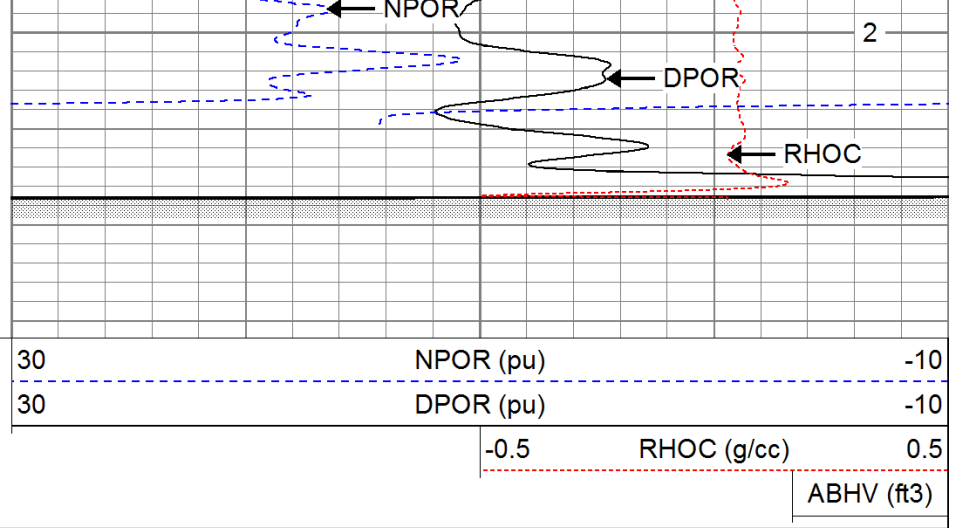 NPOR
2
DPOR
RHOC
30 NPOR (pu) -10
30 DPOR (pu) -10
-0.5 RHOC (g/cc) 0.5
ABHV (ft3)